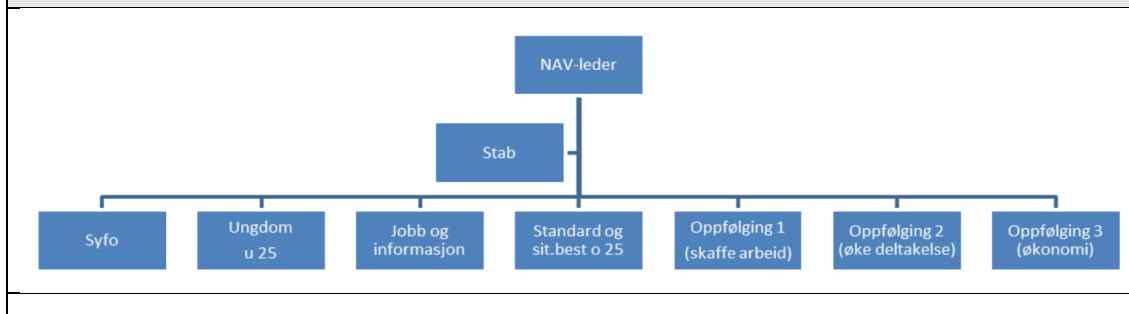 NAV-leder
Stab
Syfo
Ungdom
u 25
Jobb og
informasjon
Standard og
sit.best o 25
Oppfølging 1
(skaffe arbeid)
Oppfølging 2
(øke deltakelse)
Oppfølging 3
(økonomi)